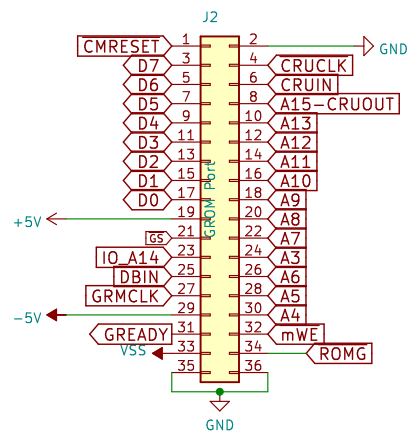 J2
CMRESET 1 2 GND
D7 3 4 CRUCLK
D6 5 6 CRUIN
D5 7 8 A15-CRUOUT
D4 9 10 A13
D3 11 12 A12
D2 13 14 A11
D1 15 16 A10
D0 17 18 A9
+5V 19 20 A8
GS 21 22 A7
IO_A14 23 24 A3
DBIN 25 26 A6
GRMCLK 27 28 A5
-5V 29 30 A4
GREADY 31 32 mWE
VSS 33 34 ROMG
35 36
GROM Port
GND